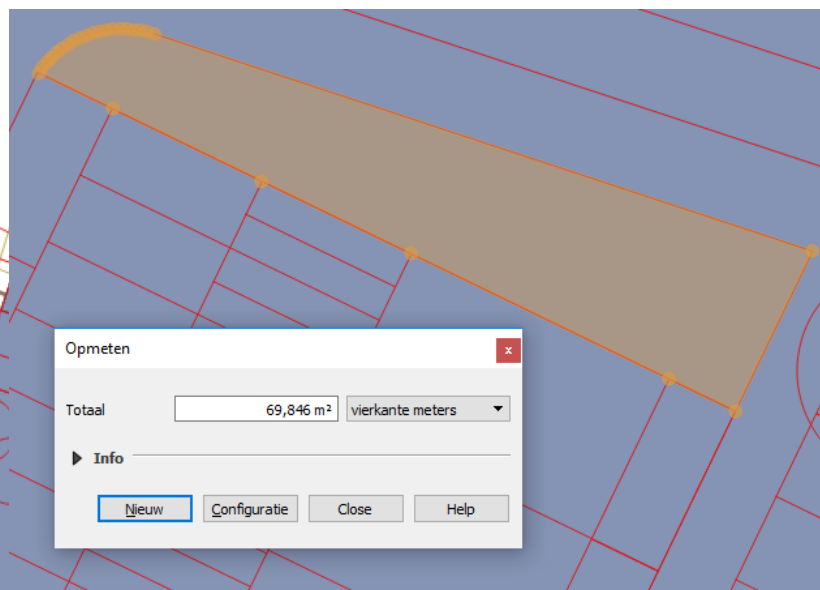 Opmeten
Totaal 69,846 m² vierkante meters
Info
Nieuw Configuratie Close Help